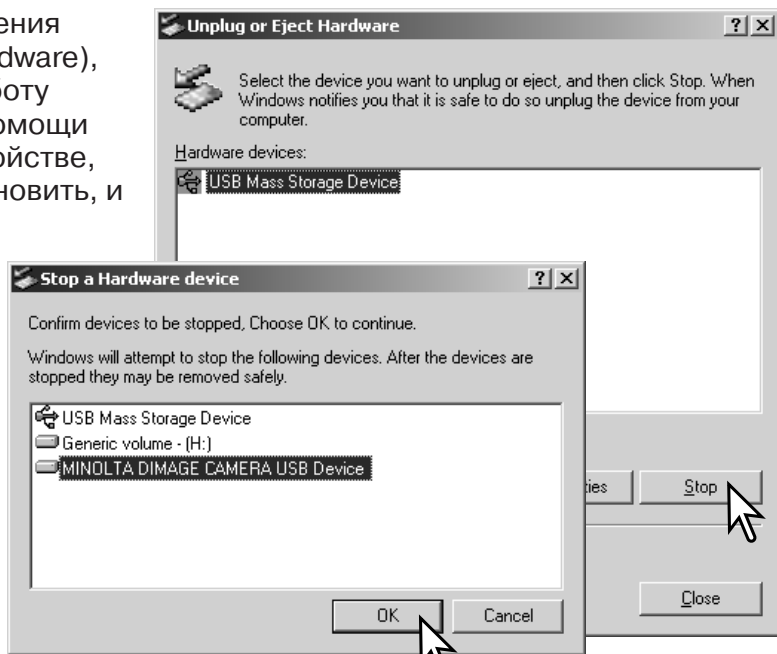 ения
dware),
боту
омощи
ойстве,
новить, и
Unplug or Eject Hardware
Select the device you want to unplug or eject, and then click Stop. When
Windows notifies you that it is safe to do so unplug the device from your
computer.
Hardware devices:
USB Mass Storage Device
ties
Stop
Close
Stop a Hardware device
Confirm devices to be stopped, Choose OK to continue.
Windows will attempt to stop the following devices. After the devices are
stopped they may be removed safely.
USB Mass Storage Device
Generic volume - (H:)
MINOLTA DIMAGE CAMERA USB Device
OK
Cancel